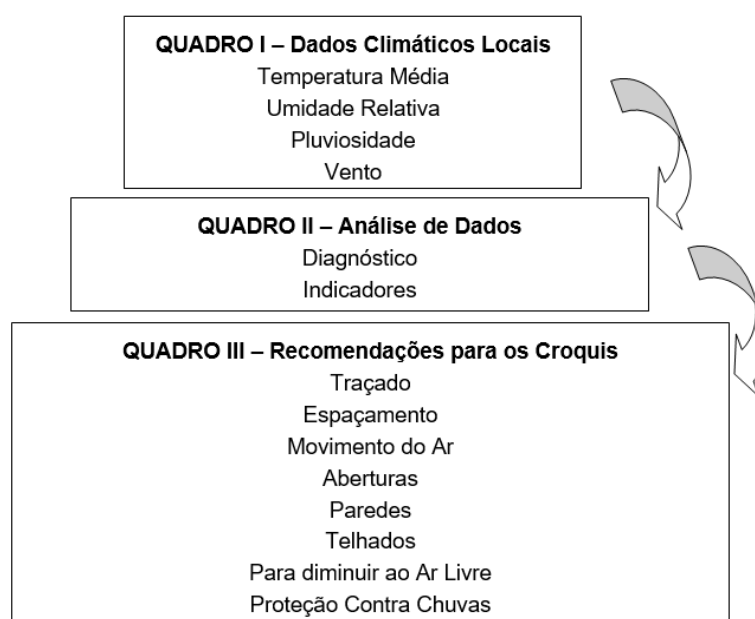 QUADRO I – Dados Climáticos Locais
Temperatura Média
Umidade Relativa
Pluviosidade
Vento
QUADRO II – Análise de Dados
Diagnóstico
Indicadores
QUADRO III – Recomendações para os Croquis
Traçado
Espaçamento
Movimento do Ar
Aberturas
Paredes
Telhados
Para diminuir ao Ar Livre
Proteção Contra Chuvas